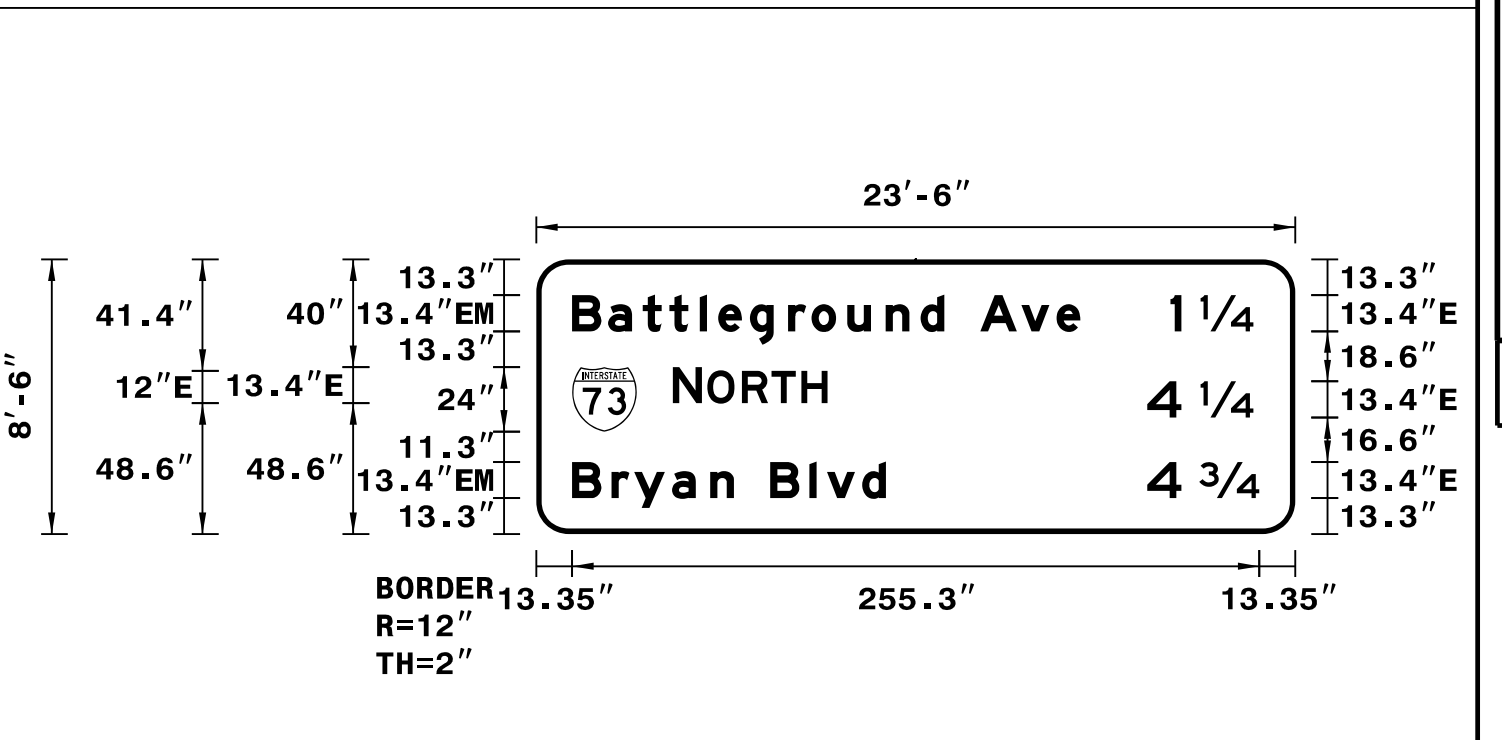 23'-6"
13.3"
13.3"
41.4"
40"
13.4"EM
Battleground Ave
1 1/4
13.4"E
13.3"
18.6"
8'-6"
12"E
13.4"E
24"
INTERSTATE
73
NORTH
4 1/4
13.4"E
11.3"
16.6"
48.6"
48.6"
13.4"EM
Bryan Blvd
4 3/4
13.4"E
13.3"
13.3"
BORDER
13.35"
255.3"
13.35"
R=12"
TH=2"